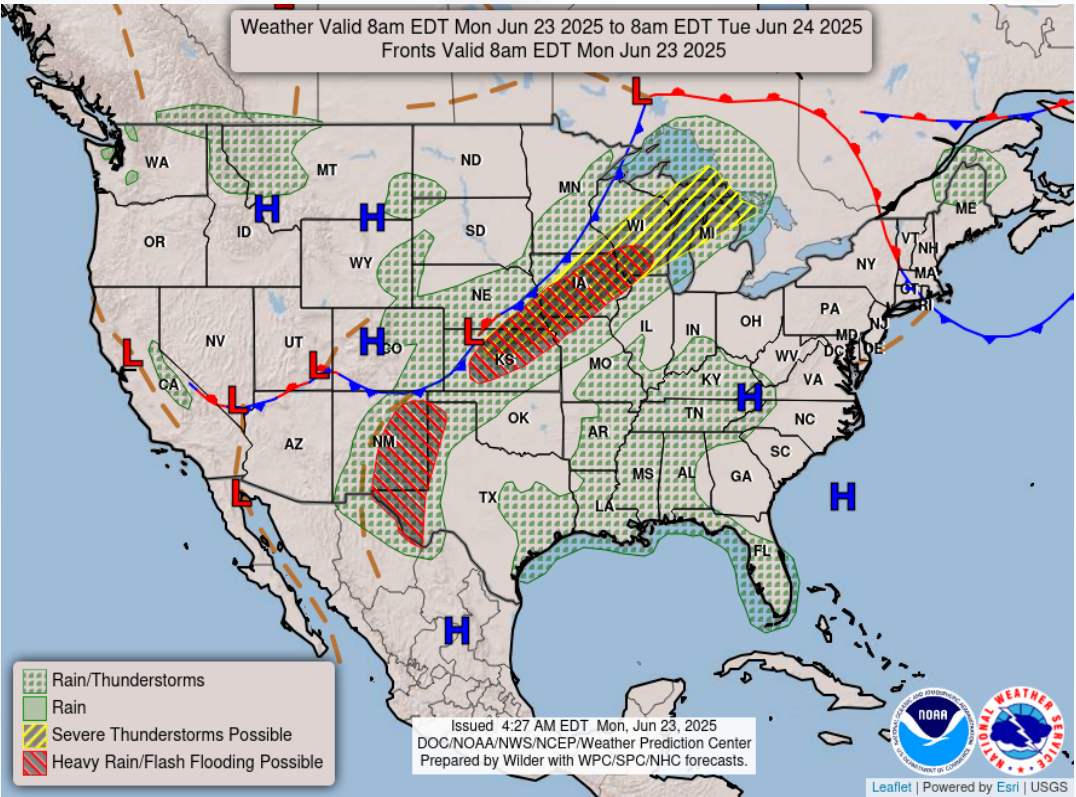 Weather Valid 8am EDT Mon Jun 23 2025 to 8am EDT Tue Jun 24 2025
Fronts Valid 8am EDT Mon Jun 23 2025
L
L
WA
MT
ND
MN
ME
H
H
ID
OR
SD
WI
MI
VT
NH
NY
MA
CT
RI
WY
NE
IA
PA
NJ
OH
IL
IN
MD
DE
DC
WV
VA
NV
UT
H
CO
L
KS
MO
KY
L
L
CA
L
H
TN
NC
AZ
NM
OK
AR
SC
MS
AL
GA
L
TX
LA
H
FL
H
Rain/Thunderstorms
Rain
Severe Thunderstorms Possible
Heavy Rain/Flash Flooding Possible
Issued 4:27 AM EDT Mon, Jun 23, 2025
DOC/NOAA/NWS/NCEP/Weather Prediction Center
Prepared by Wilder with WPC/SPC/NHC forecasts.
NOAA
NATIONAL WEATHER SERVICE
Leaflet | Powered by Esri | USGS